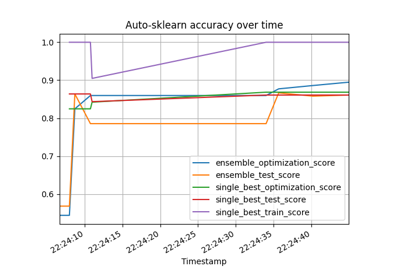 Auto-sklearn accuracy over time
1.0
0.9
0.8
0.7
0.6
ensemble_optimization_score
ensemble_test_score
single_best_optimization_score
single_best_test_score
single_best_train_score
22:24:10
22:24:15
22:24:20
22:24:25
22:24:30
22:24:35
22:24:40
Timestamp